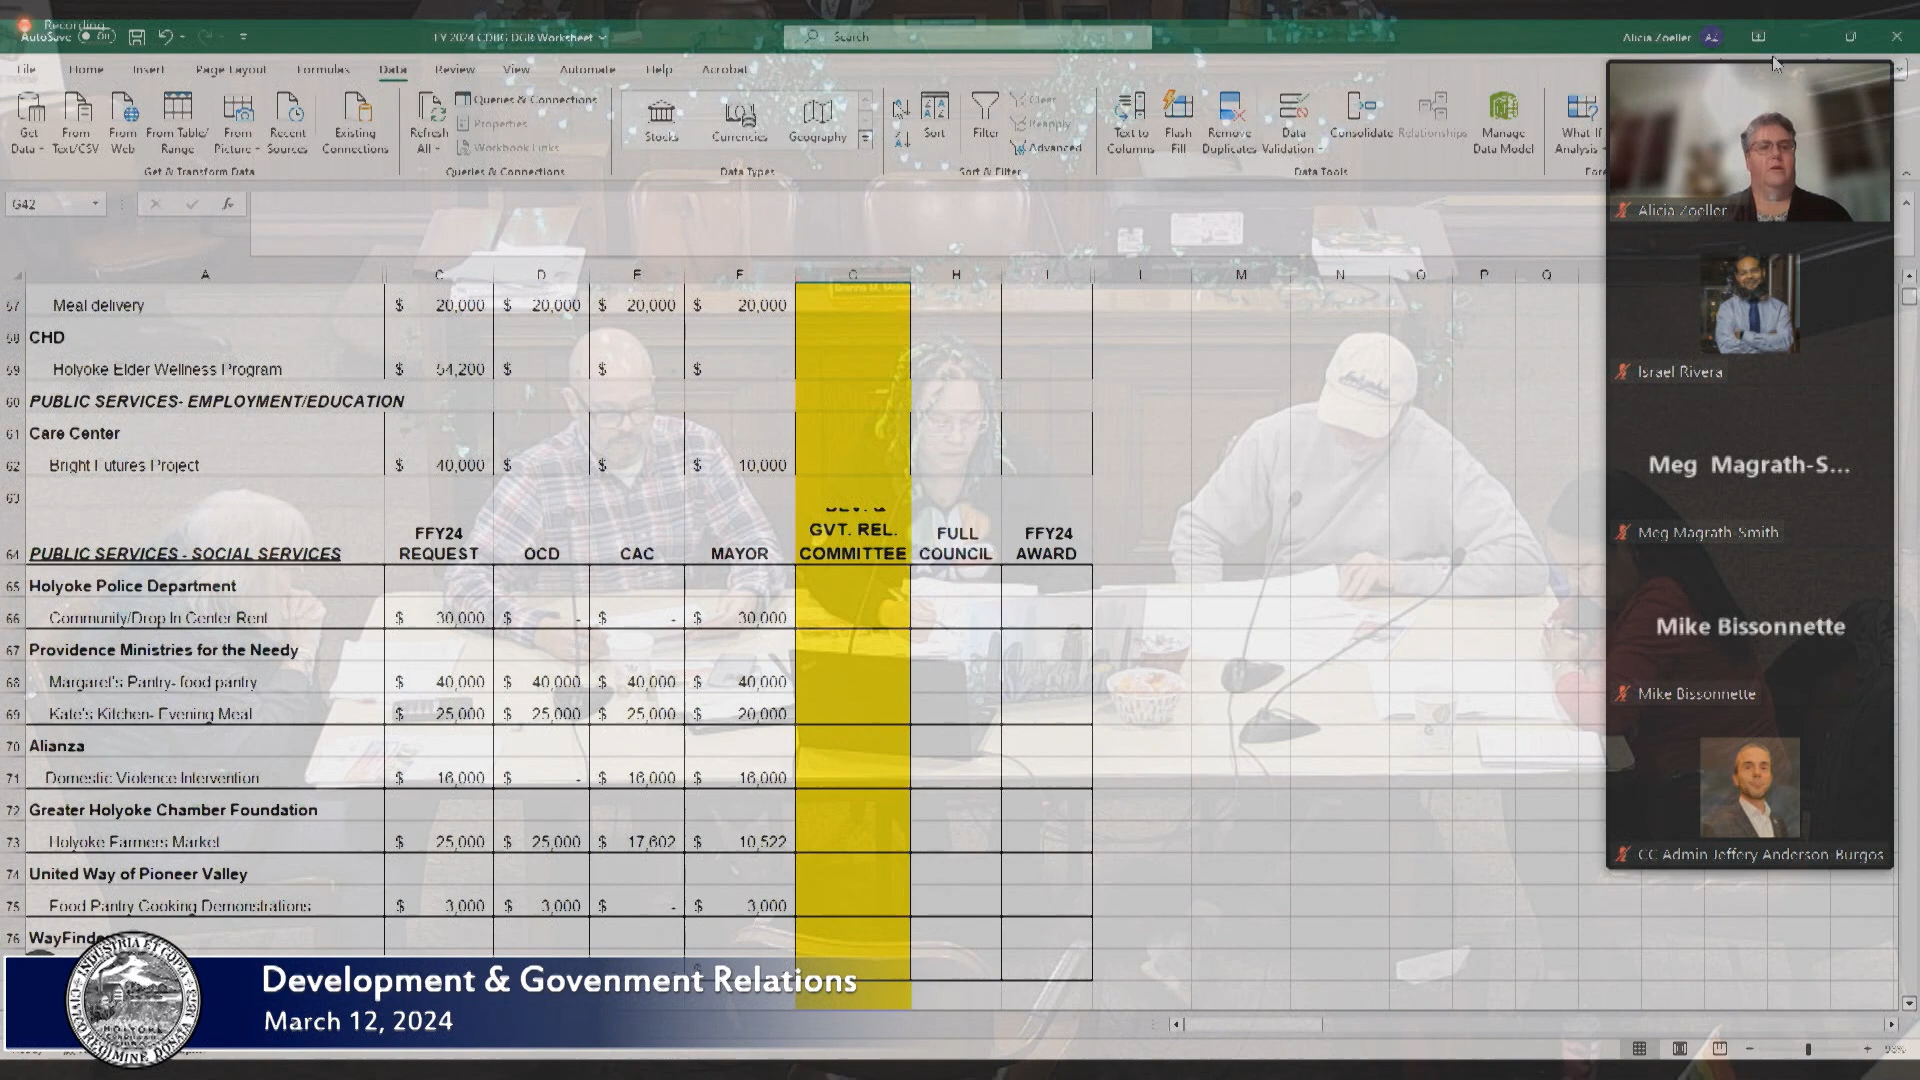 Recording
AutoSave Off FY 2024 CDBG DGR Worksheet Search Alicia Zoeller AZ
File Home Insert Page Layout Formulas Data Review View Automate Help Acrobat
Get Data From Text/CSV From Web From Table/ Range From Picture Recent Sources Existing Connections Refresh All Queries & Connections Properties Workbook Links Stocks Currencies Geography Sort Filter Clear Reapply Advanced Text to Columns Flash Fill Remove Duplicates Data Validation Consolidate Relationships Manage Data Model What-If Analysis
Get & Transform Data Queries & Connections Data Types Sort & Filter Data Tools Fore
G42 fx
A C D E F G H I L M N O P Q
57 Meal delivery $ 20,000 $ 20,000 $ 20,000 $ 20,000
58 CHD
59 Holyoke Elder Wellness Program $ 54,200 $ $ $
60 PUBLIC SERVICES- EMPLOYMENT/EDUCATION
61 Care Center
62 Bright Futures Project $ 40,000 $ $ $ 10,000
63
64 PUBLIC SERVICES - SOCIAL SERVICES FFY24 REQUEST OCD CAC MAYOR DEV. & GVT. REL. COMMITTEE FULL COUNCIL FFY24 AWARD
65 Holyoke Police Department
66 Community/Drop In Center Rent $ 30,000 $ - $ - $ 30,000
67 Providence Ministries for the Needy
68 Margaret's Pantry- food pantry $ 40,000 $ 40,000 $ 40,000 $ 40,000
69 Kate's Kitchen- Evening Meal $ 25,000 $ 25,000 $ 25,000 $ 20,000
70 Alianza
71 Domestic Violence Intervention $ 16,000 $ - $ 16,000 $ 16,000
72 Greater Holyoke Chamber Foundation
73 Holyoke Farmers Market $ 25,000 $ 25,000 $ 17,602 $ 10,522
74 United Way of Pioneer Valley
75 Food Pantry Cooking Demonstrations $ 3,000 $ 3,000 $ - $ 3,000
76 WayFinde
Alicia Zoeller
Israel Rivera
Meg Magrath-S...
Meg Magrath-Smith
Mike Bissonnette
Mike Bissonnette
CC Admin Jeffery Anderson-Burgos
Development & Govenment Relations
March 12, 2024